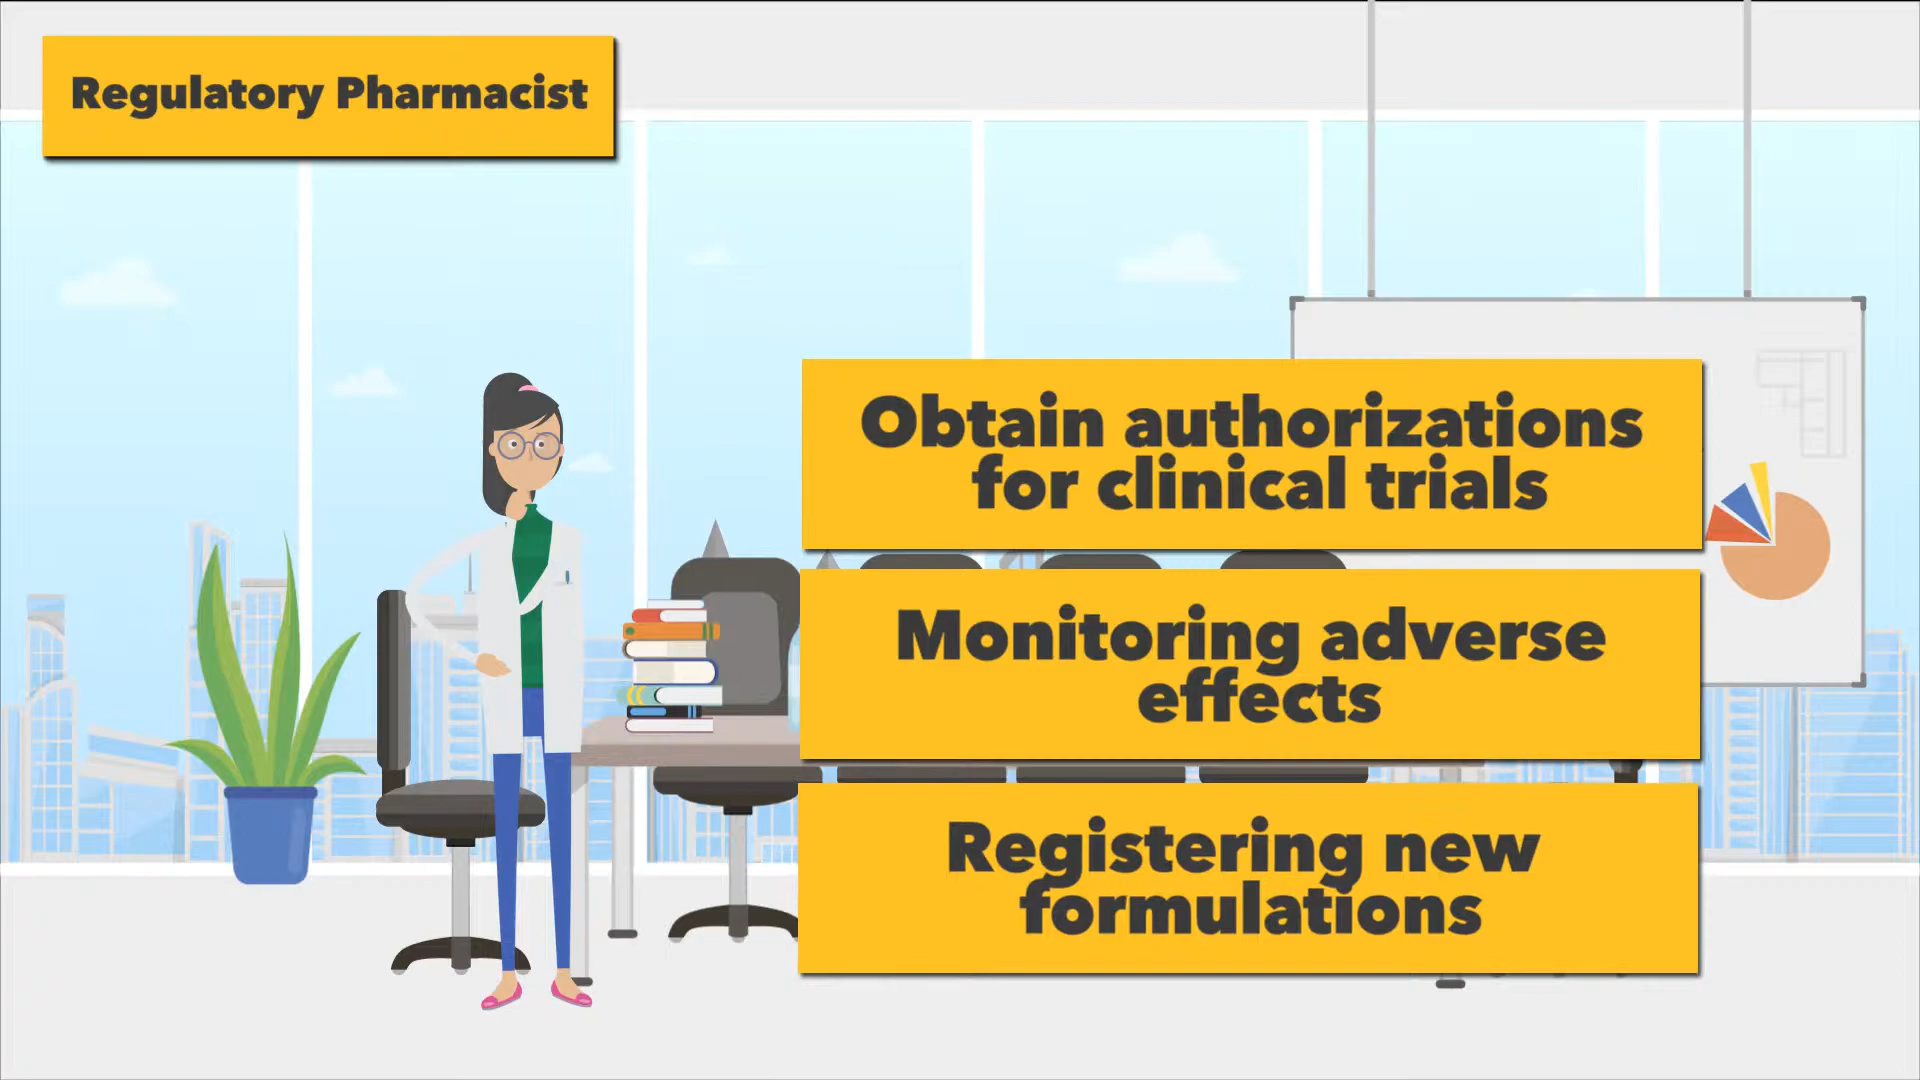 Regulatory Pharmacist
Obtain authorizations
for clinical trials
Monitoring adverse
effects
Registering new
formulations